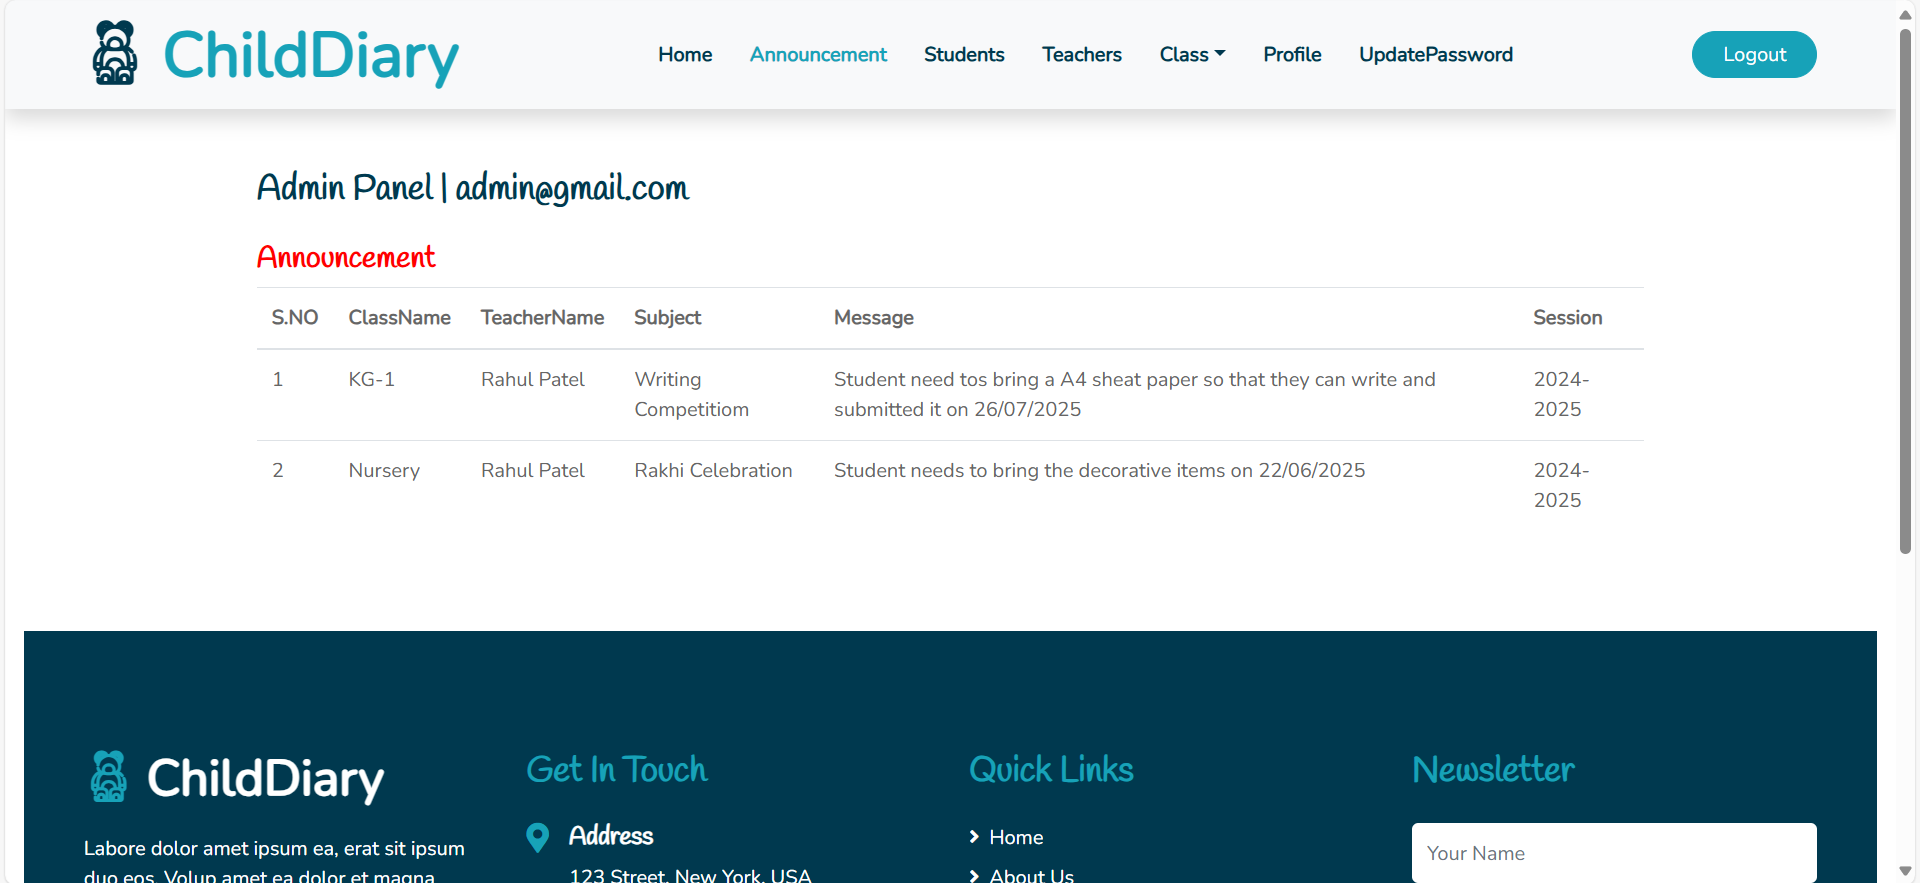 ChildDiary
Home Announcement Students Teachers Class Profile UpdatePassword Logout
Admin Panel | admin@gmail.com
Announcement
S.NO ClassName TeacherName Subject Message Session
1 KG-1 Rahul Patel Writing Competitiom Student need tos bring a A4 sheat paper so that they can write and submitted it on 26/07/2025 2024-2025
2 Nursery Rahul Patel Rakhi Celebration Student needs to bring the decorative items on 22/06/2025 2024-2025
ChildDiary
Labore dolor amet ipsum ea, erat sit ipsum
duo eos. Volup amet ea dolor et magna
Get In Touch
Address
123 Street, New York, USA
Quick Links
Home
About Us
Newsletter
Your Name